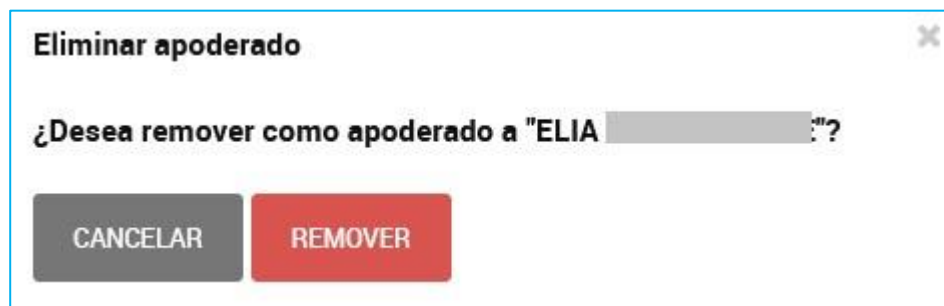 Eliminar apoderado
¿Desea remover como apoderado a "ELIA "?
CANCELAR REMOVER